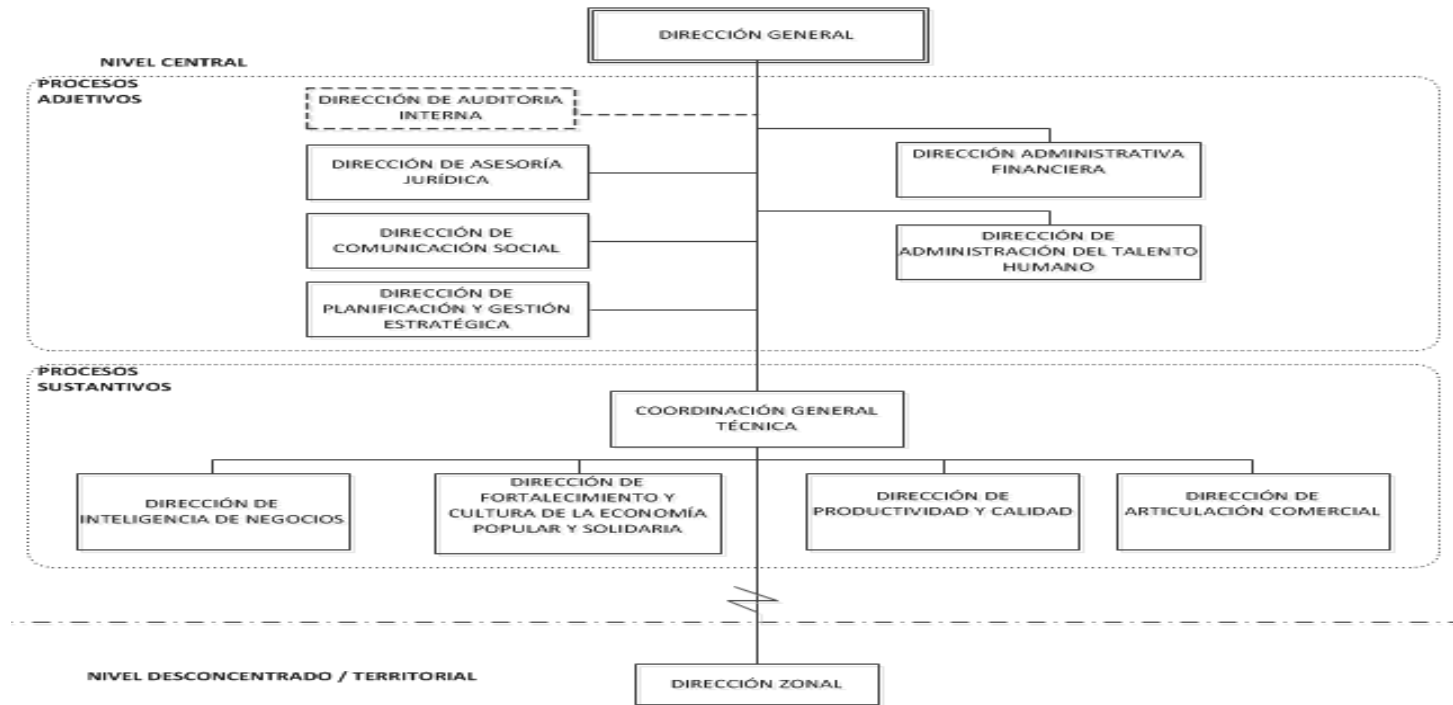 DIRECCIÓN GENERAL
NIVEL CENTRAL
PROCESOS
ADJETIVOS
DIRECCIÓN DE AUDITORIA
INTERNA
DIRECCIÓN ADMINISTRATIVA
FINANCIERA
DIRECCIÓN DE ASESORÍA
JURÍDICA
DIRECCIÓN DE
COMUNICACIÓN SOCIAL
DIRECCIÓN DE
ADMINISTRACIÓN DEL TALENTO
HUMANO
DIRECCIÓN DE
PLANIFICACIÓN Y GESTIÓN
ESTRATÉGICA
PROCESOS
SUSTANTIVOS
COORDINACIÓN GENERAL
TÉCNICA
DIRECCIÓN DE
INTELIGENCIA DE NEGOCIOS
DIRECCIÓN DE
FORTALECIMIENTO Y
CULTURA DE LA ECONOMÍA
POPULAR Y SOLIDARIA
DIRECCIÓN DE
PRODUCTIVIDAD Y CALIDAD
DIRECCIÓN DE
ARTICULACIÓN COMERCIAL
NIVEL DESCONCENTRADO / TERRITORIAL
DIRECCIÓN ZONAL